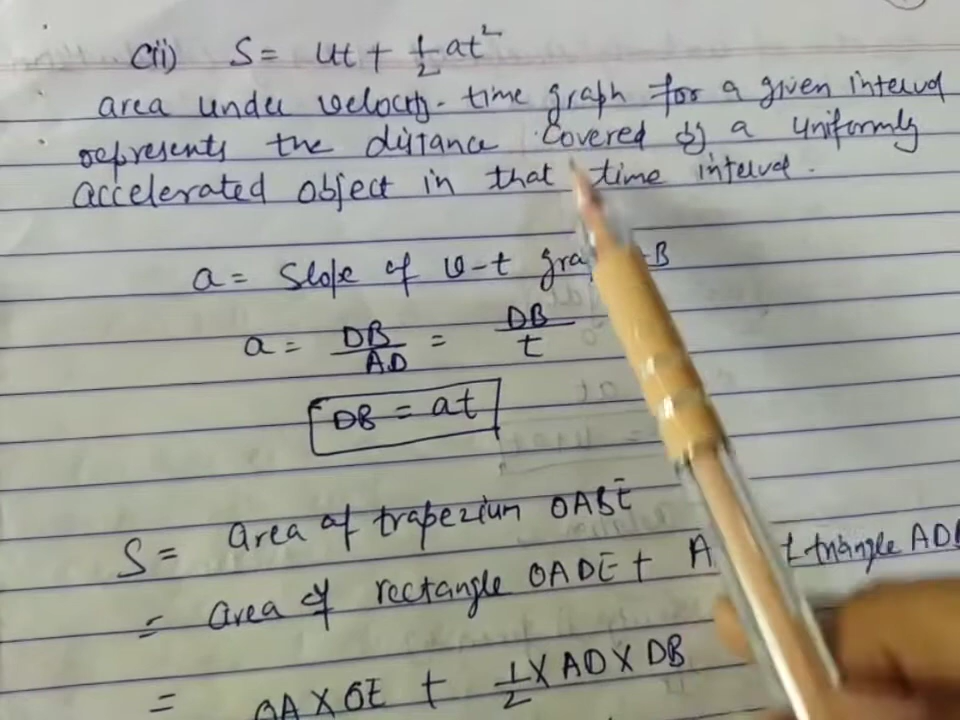 (ii) S = ut + 1/2 at²
area under velocity-time graph for a given interval
represents the distance covered by a uniformly
accelerated object in that time interval.
a = slope of v-t gra B
a = DB/AD = DB/t
DB = at
S = area of trapezium OABE
= area of rectangle OADE + A t triangle AD
= OA × OE + 1/2 × AD × DB